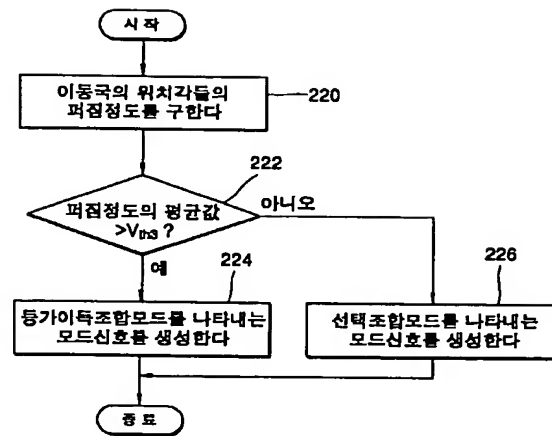 시 작
이동국의 위치각들의
퍼짐정도를 구한다
220
222
퍼짐정도의 평균값
>Vth3 ?
아니오
예
224
등가이득조합모드를 나타내는
모드신호를 생성한다
226
선택조합모드를 나타내는
모드신호를 생성한다
종 료